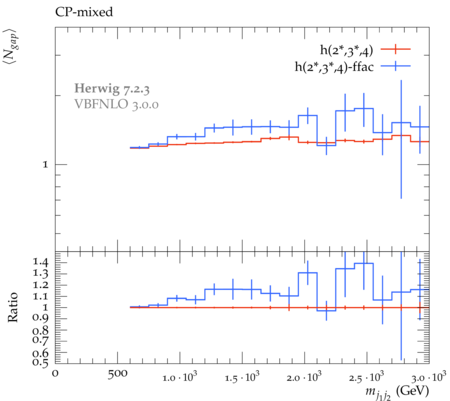 CP-mixed
⟨N_gap⟩
h(2*,3*,4)
h(2*,3*,4)-ffac
Herwig 7.2.3
VBFNLO 3.0.0
1
Ratio
1.4
1.3
1.2
1.1
1
0.9
0.8
0.7
0.6
0.5
0 500 1.0 · 10³ 1.5 · 10³ 2.0 · 10³ 2.5 · 10³ 3.0 · 10³
m_{j₁j₂} (GeV)